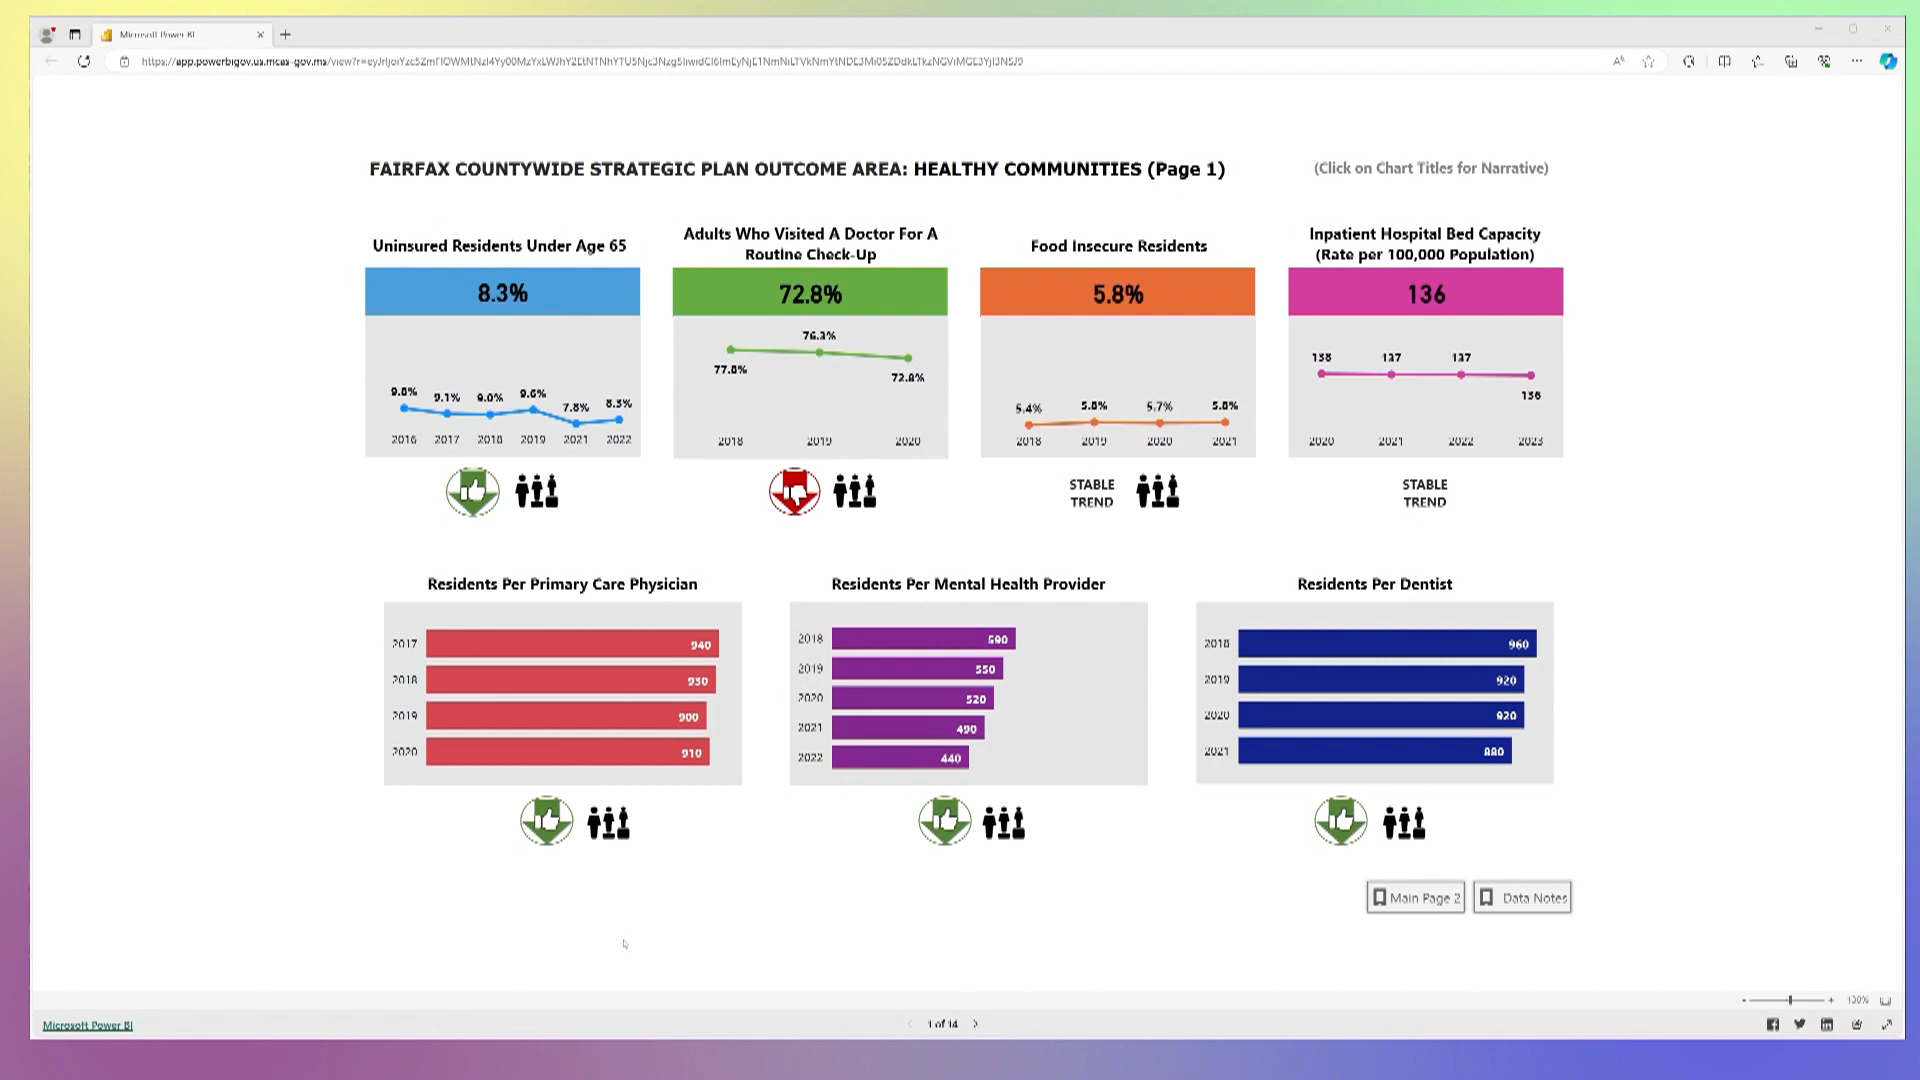 Microsoft Power BI
FAIRFAX COUNTYWIDE STRATEGIC PLAN OUTCOME AREA: HEALTHY COMMUNITIES (Page 1)
(Click on Chart Titles for Narrative)
Uninsured Residents Under Age 65
8.3%
9.8% 9.1% 9.0% 9.6% 7.8% 8.3%
2016 2017 2018 2019 2021 2022
Adults Who Visited A Doctor For A
Routine Check-Up
72.8%
76.3%
77.8%
72.8%
2018 2019 2020
Food Insecure Residents
5.8%
5.4% 5.8% 5.7% 5.8%
2018 2019 2020 2021
STABLE
TREND
Inpatient Hospital Bed Capacity
(Rate per 100,000 Population)
136
138 137 137
136
2020 2021 2022 2023
STABLE
TREND
Residents Per Primary Care Physician
2017 940
2018 930
2019 900
2020 910
Residents Per Mental Health Provider
2018 590
2019 550
2020 520
2021 490
2022 440
Residents Per Dentist
2018 960
2019 920
2020 920
2021 880
Main Page 2
Data Notes
130%
Microsoft Power BI
1 of 14